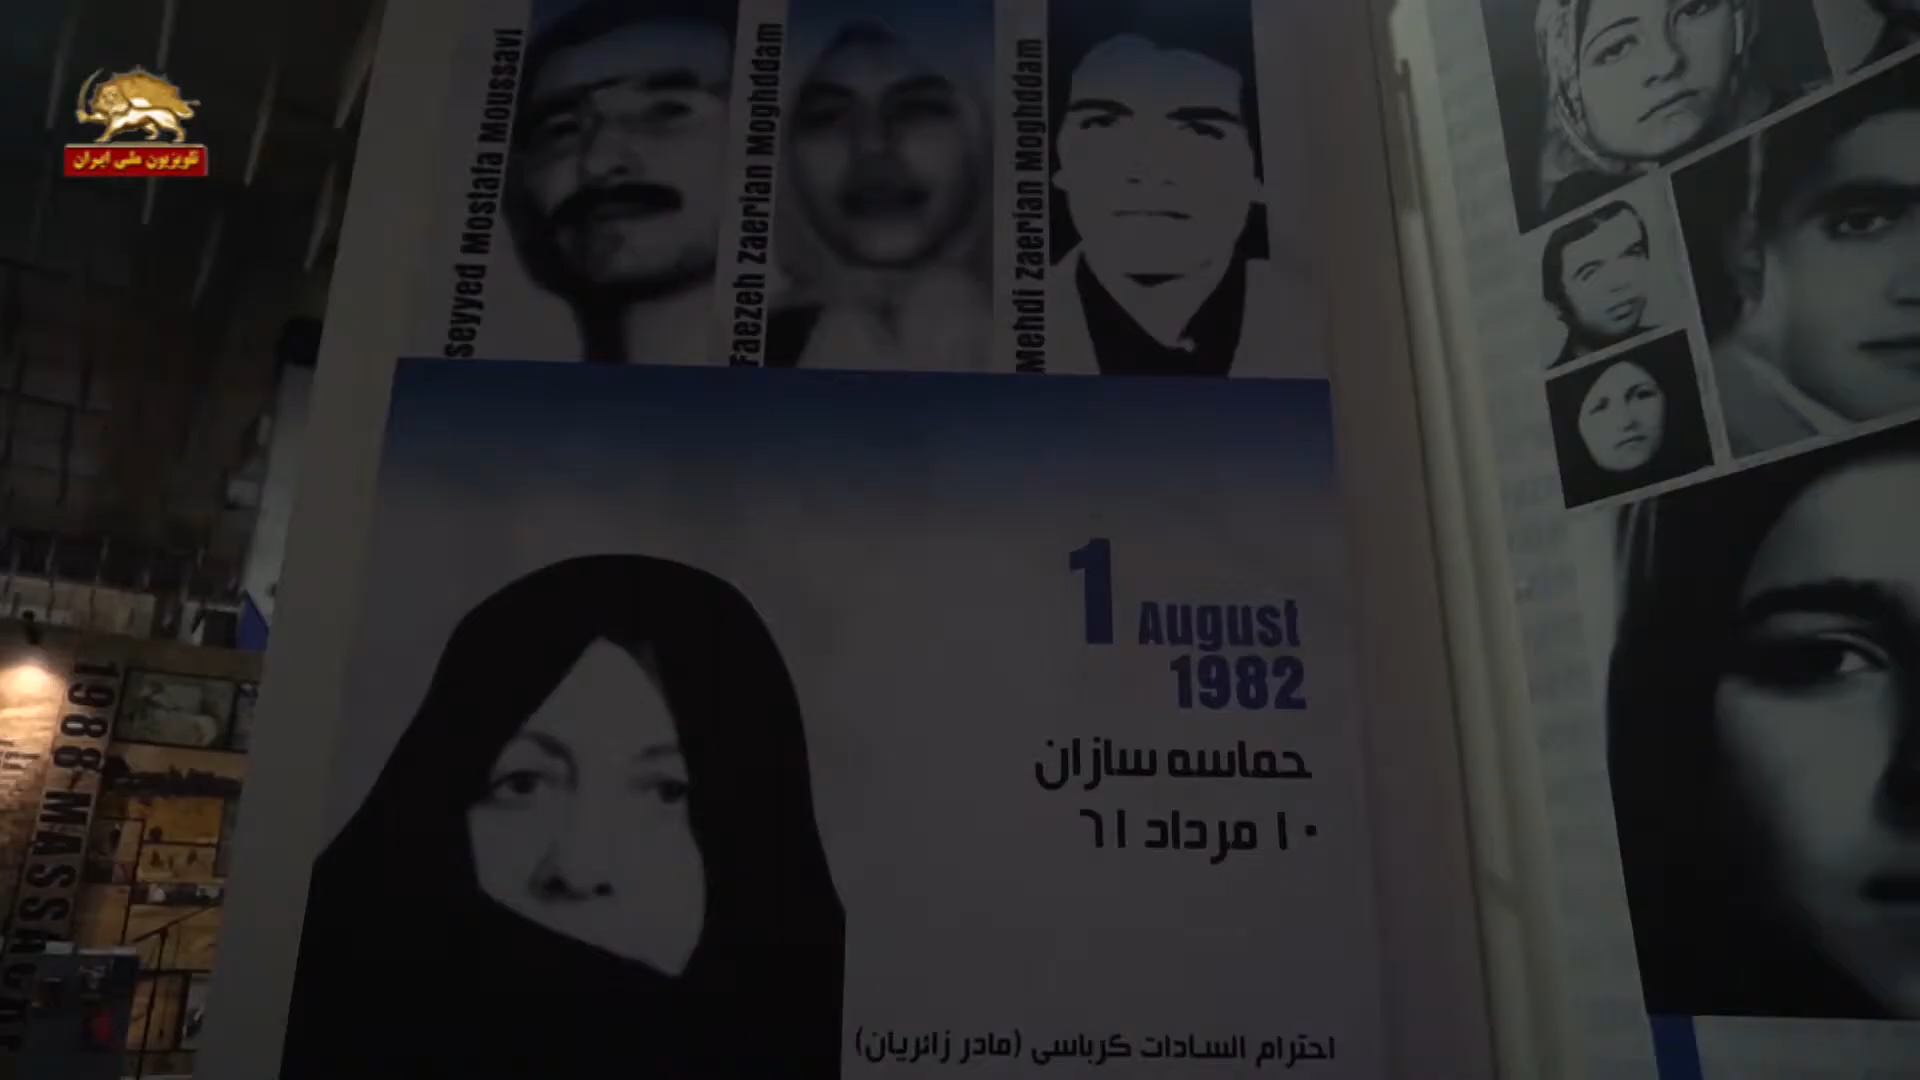 تلویزیون ملی ایران
Seyyed Mostafa Moussavi
Faezeh Zaerian Moghddam
Mehdi Zaerian Moghddam
1 August
1982
حماسه سازان
۱۰ مرداد ٦١
احترام السادات کرباسی (مادر زائریان)
1988 MASSACRE